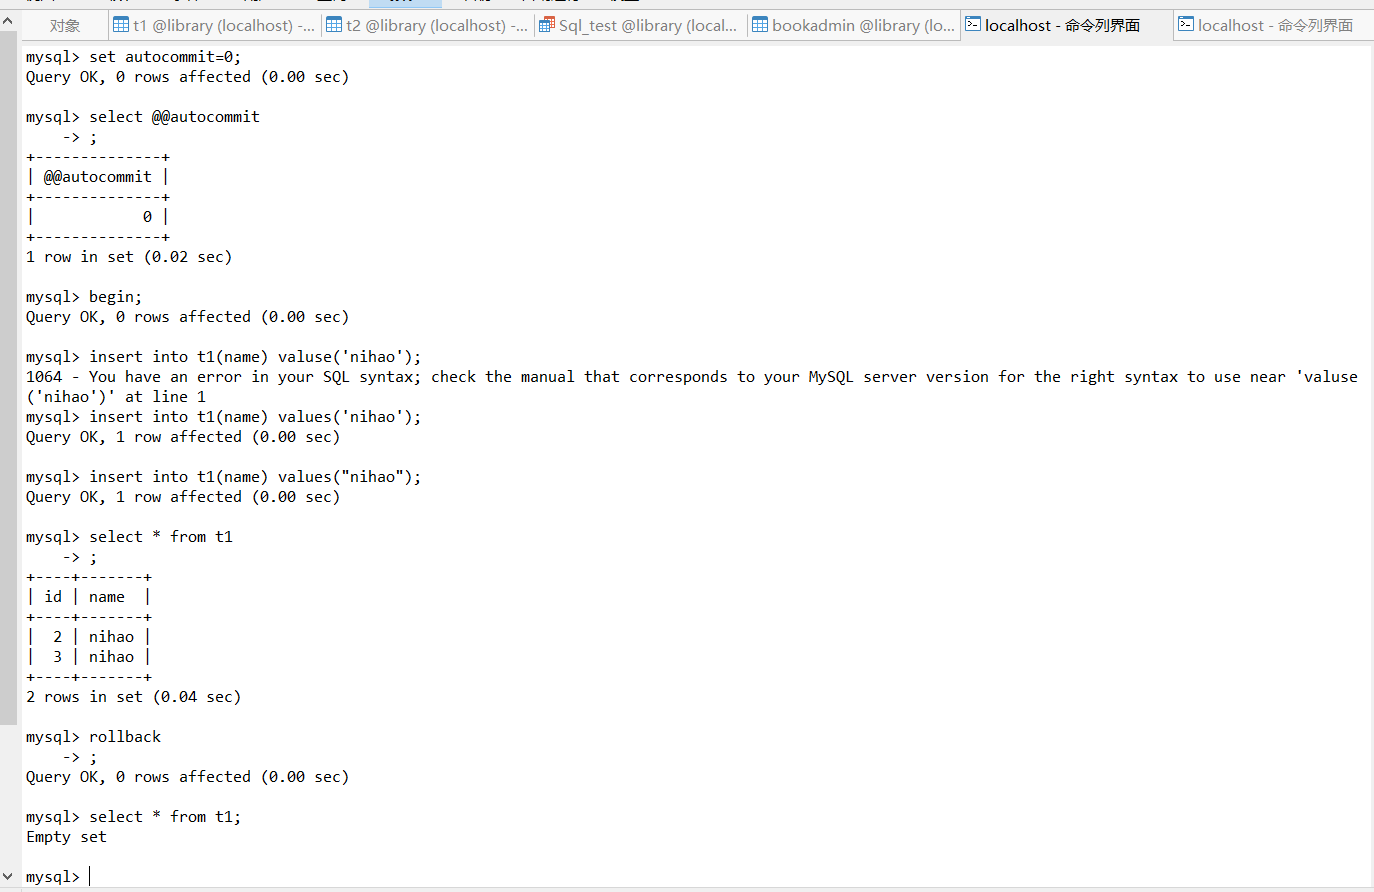 对象 t1 @library (localhost) -... t2 @library (localhost) -... Sql_test @library (local... bookadmin @library (lo... localhost - 命令列界面 localhost - 命令列界面
mysql> set autocommit=0;
Query OK, 0 rows affected (0.00 sec)
mysql> select @@autocommit
-> ;
+--------------+
| @@autocommit |
+--------------+
| 0 |
+--------------+
1 row in set (0.02 sec)
mysql> begin;
Query OK, 0 rows affected (0.00 sec)
mysql> insert into t1(name) valuse('nihao');
1064 - You have an error in your SQL syntax; check the manual that corresponds to your MySQL server version for the right syntax to use near 'valuse
('nihao')' at line 1
mysql> insert into t1(name) values('nihao');
Query OK, 1 row affected (0.00 sec)
mysql> insert into t1(name) values("nihao");
Query OK, 1 row affected (0.00 sec)
mysql> select * from t1
-> ;
+----+-------+
| id | name |
+----+-------+
| 2 | nihao |
| 3 | nihao |
+----+-------+
2 rows in set (0.04 sec)
mysql> rollback
-> ;
Query OK, 0 rows affected (0.00 sec)
mysql> select * from t1;
Empty set
mysql>